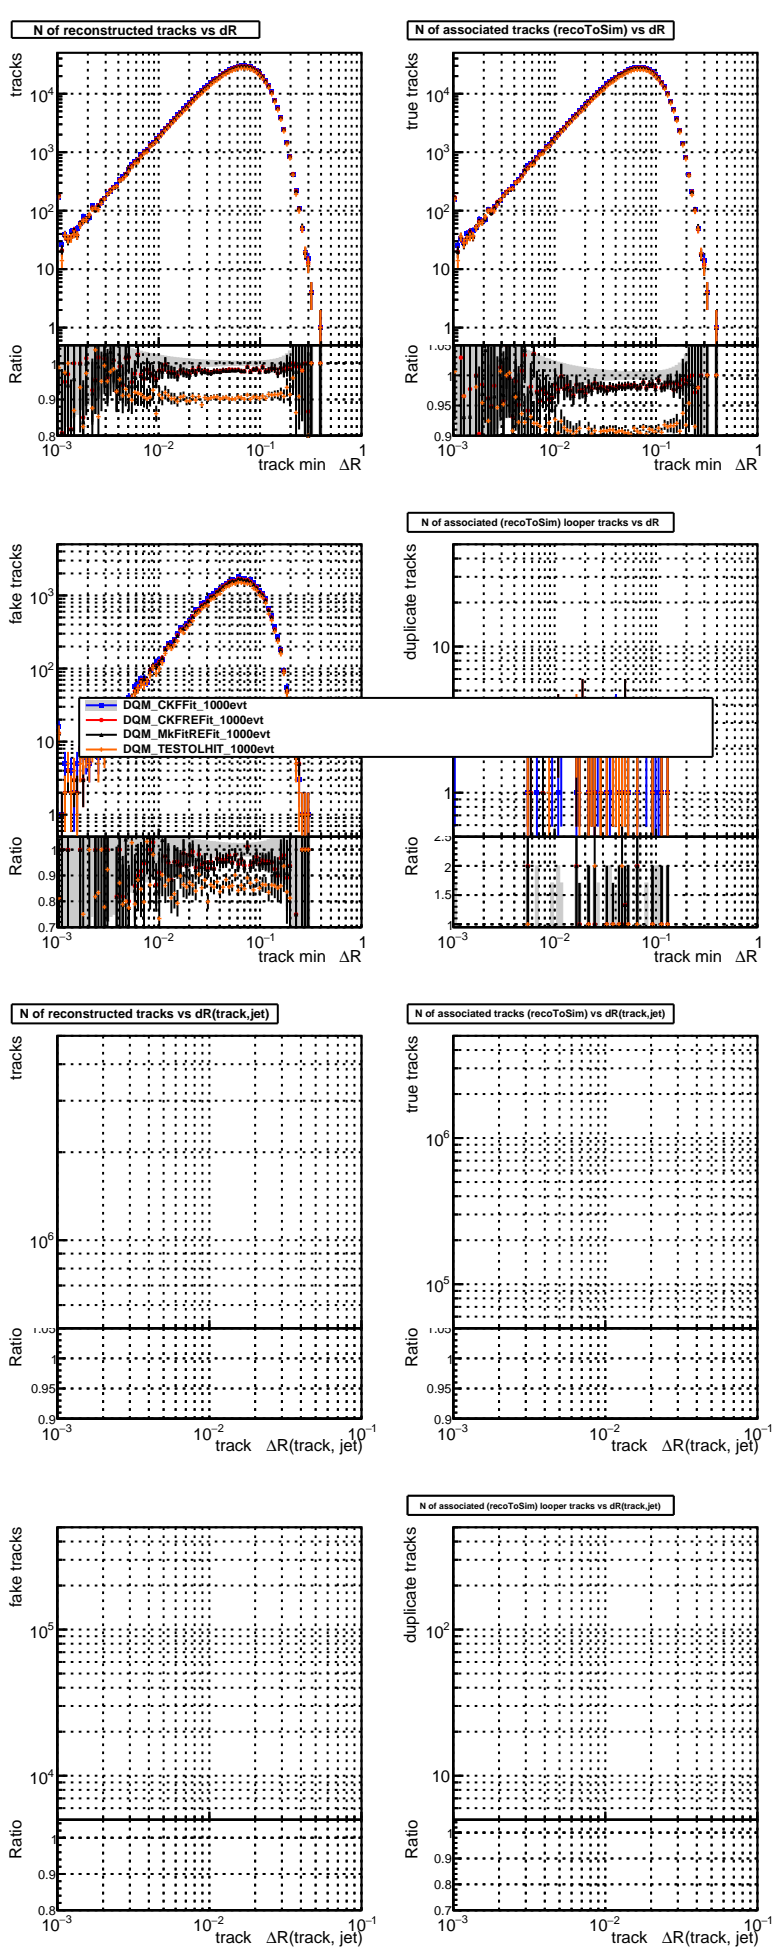 N of reconstructed tracks vs dR
tracks
10⁴
10³
10²
10
1
Ratio
1
0.9
0.8
10⁻³
10⁻²
10⁻¹
1
track min ΔR
N of associated tracks (recoToSim) vs dR
true tracks
10⁴
10³
10²
10
1
Ratio
1.05
1
0.95
0.9
10⁻³
10⁻²
10⁻¹
1
track min ΔR
fake tracks
10³
10²
10
1
Ratio
1
0.9
0.8
0.7
10⁻³
10⁻²
10⁻¹
1
track min ΔR
N of associated (recoToSim) looper tracks vs dR
duplicate tracks
10
1
Ratio
2.5
2
1.5
1
10⁻³
10⁻²
10⁻¹
1
track min ΔR
DQM_CKFFit_1000evt
DQM_CKFREFit_1000evt
DQM_MkFitREFit_1000evt
DQM_TESTOLHIT_1000evt
N of reconstructed tracks vs dR(track,jet)
tracks
10⁶
Ratio
1.05
1
0.95
0.9
10⁻³
10⁻²
10⁻¹
track ΔR(track, jet)
N of associated tracks (recoToSim) vs dR(track,jet)
true tracks
10⁶
10⁵
Ratio
1.05
1
0.95
0.9
10⁻³
10⁻²
10⁻¹
track ΔR(track, jet)
fake tracks
10⁵
10⁴
Ratio
1
0.9
0.8
10⁻³
10⁻²
10⁻¹
track ΔR(track, jet)
N of associated (recoToSim) looper tracks vs dR(track,jet)
duplicate tracks
10²
10
Ratio
1
0.9
0.8
0.7
10⁻³
10⁻²
10⁻¹
track ΔR(track, jet)